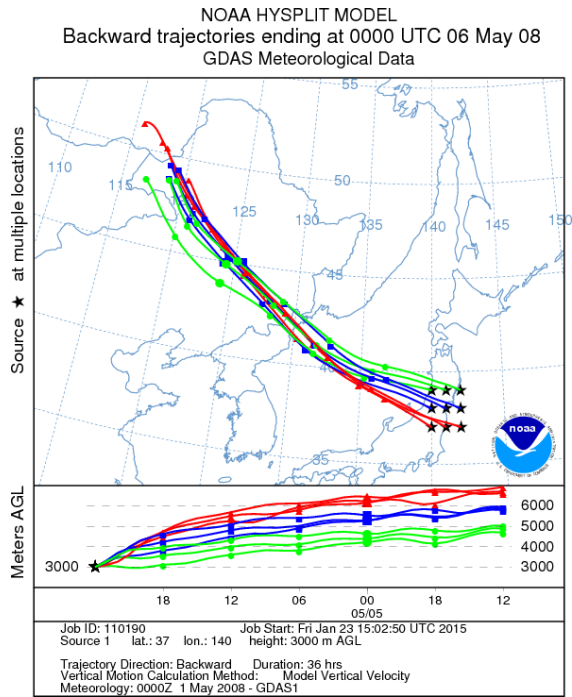 NOAA HYSPLIT MODEL
Backward trajectories ending at 0000 UTC 06 May 08
GDAS Meteorological Data
Source ★ at multiple locations
55
110
115
125
130
135
140
145
150
50
45
40
35
noaa
Meters AGL
6000
5000
4000
3000
3000
18 12 06 00 18 12
05/05
Job ID: 110190 Job Start: Fri Jan 23 15:02:50 UTC 2015
Source 1 lat.: 37 lon.: 140 height: 3000 m AGL
Trajectory Direction: Backward Duration: 36 hrs
Vertical Motion Calculation Method: Model Vertical Velocity
Meteorology: 0000Z 1 May 2008 - GDAS1